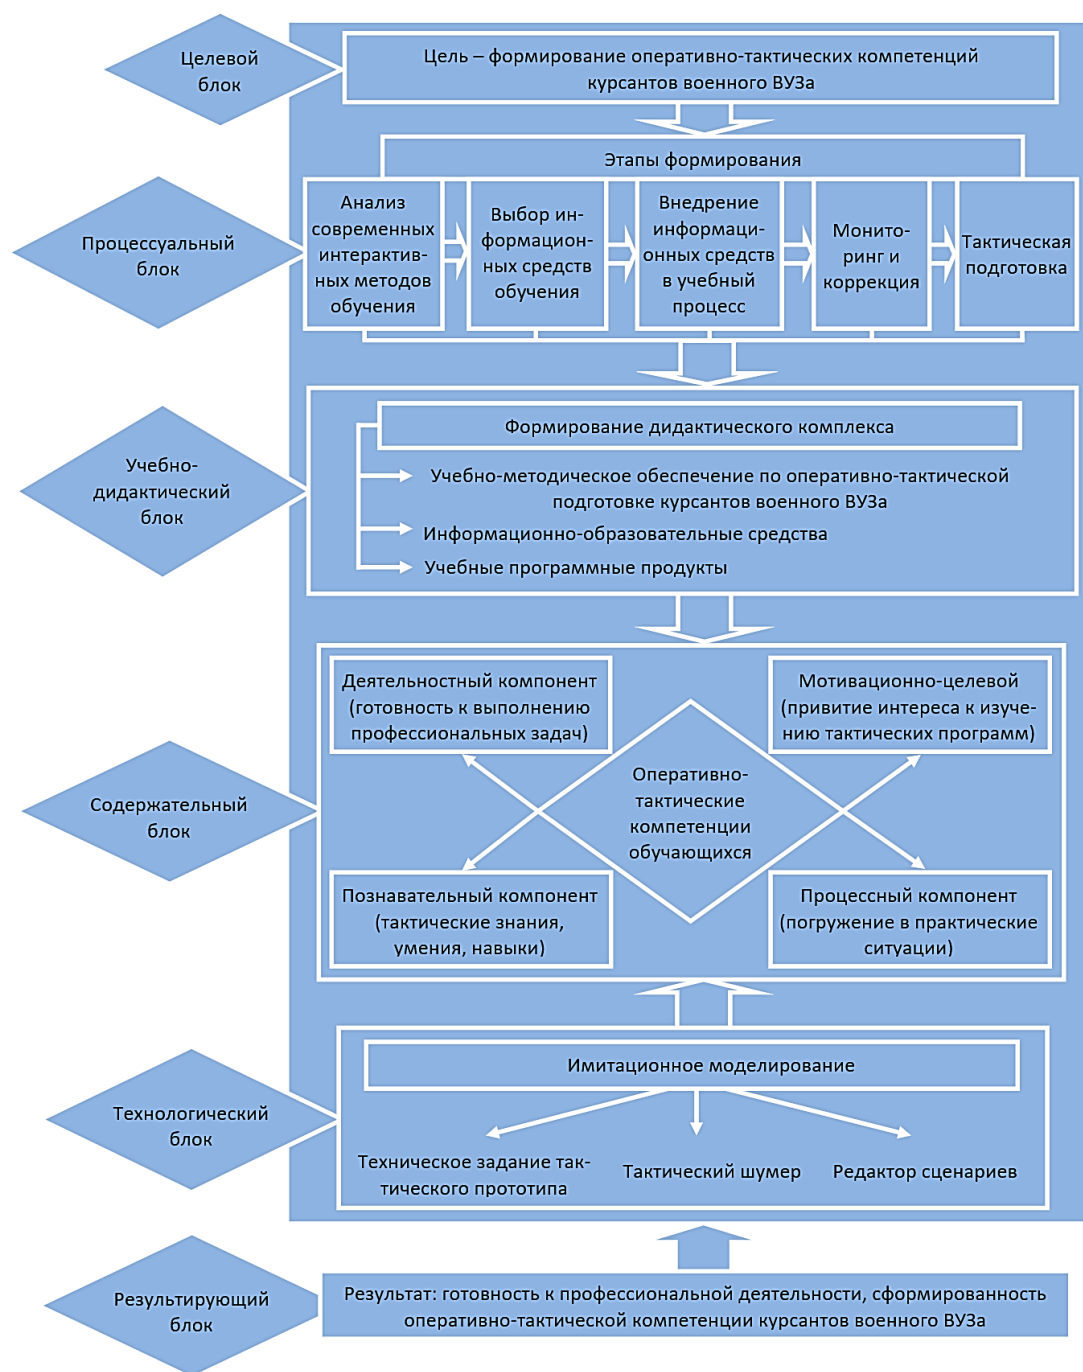 Целевой
блок
Цель – формирование оперативно-тактических компетенций
курсантов военного ВУЗа
Этапы формирования
Процессуальный
блок
Анализ
современных
интерактив-
ных методов
обучения
Выбор ин-
формацион-
ных средств
обучения
Внедрение
информаци-
онных средств
в учебный
процесс
Монито-
ринг и
коррекция
Тактическая
подготовка
Учебно-
дидактический
блок
Формирование дидактического комплекса
Учебно-методическое обеспечение по оперативно-тактической
подготовке курсантов военного ВУЗа
Информационно-образовательные средства
Учебные программные продукты
Содержательный
блок
Деятельностный компонент
(готовность к выполнению
профессиональных задач)
Мотивационно-целевой
(привитие интереса к изуче-
нию тактических программ)
Оперативно-
тактические
компетенции
обучающихся
Познавательный компонент
(тактические знания,
умения, навыки)
Процессный компонент
(погружение в практические
ситуации)
Технологический
блок
Имитационное моделирование
Техническое задание так-
тического прототипа
Тактический шумер
Редактор сценариев
Результирующий
блок
Результат: готовность к профессиональной деятельности, сформированность
оперативно-тактической компетенции курсантов военного ВУЗа